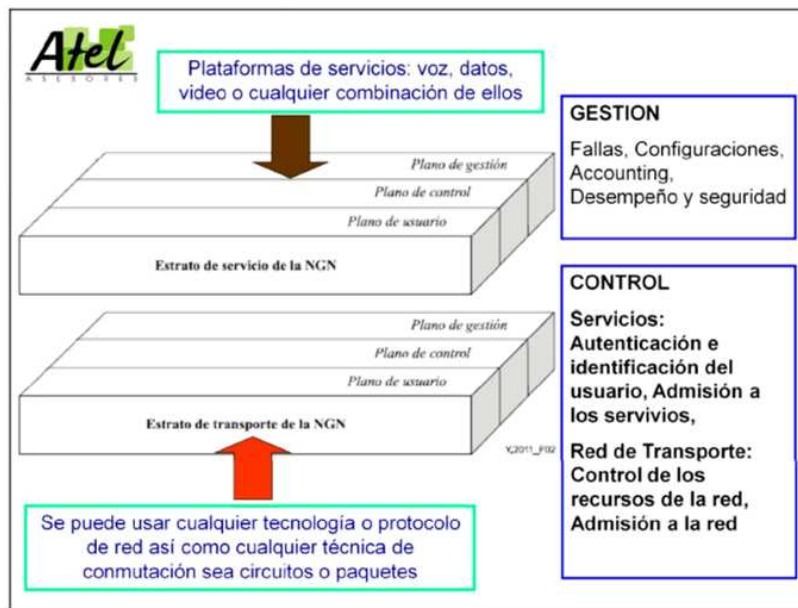 Atel
ASESORES
Plataformas de servicios: voz, datos,
video o cualquier combinación de ellos
Plano de gestión
Plano de control
Plano de usuario
Estrato de servicio de la NGN
Plano de gestión
Plano de control
Plano de usuario
Estrato de transporte de la NGN
Y.2011_F02
Se puede usar cualquier tecnología o protocolo
de red así como cualquier técnica de
conmutación sea circuitos o paquetes
GESTION
Fallas, Configuraciones,
Accounting,
Desempeño y seguridad
CONTROL
Servicios:
Autenticación e
identificación del
usuario, Admisión a
los servivios,
Red de Transporte:
Control de los
recursos de la red,
Admisión a la red